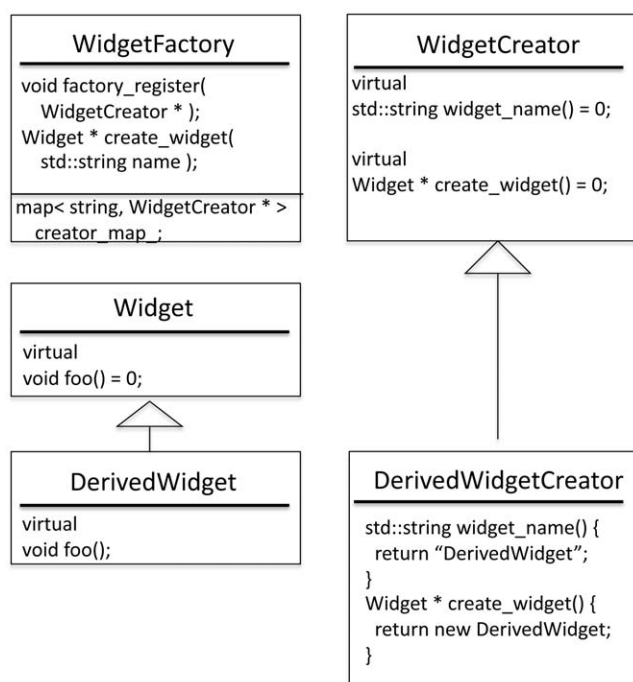 WidgetFactory
void factory_register(
WidgetCreator * );
Widget * create_widget(
std::string name );
map< string, WidgetCreator * >
creator_map_;
WidgetCreator
virtual
std::string widget_name() = 0;
virtual
Widget * create_widget() = 0;
Widget
virtual
void foo() = 0;
DerivedWidget
virtual
void foo();
DerivedWidgetCreator
std::string widget_name() {
return “DerivedWidget”;
}
Widget * create_widget() {
return new DerivedWidget;
}